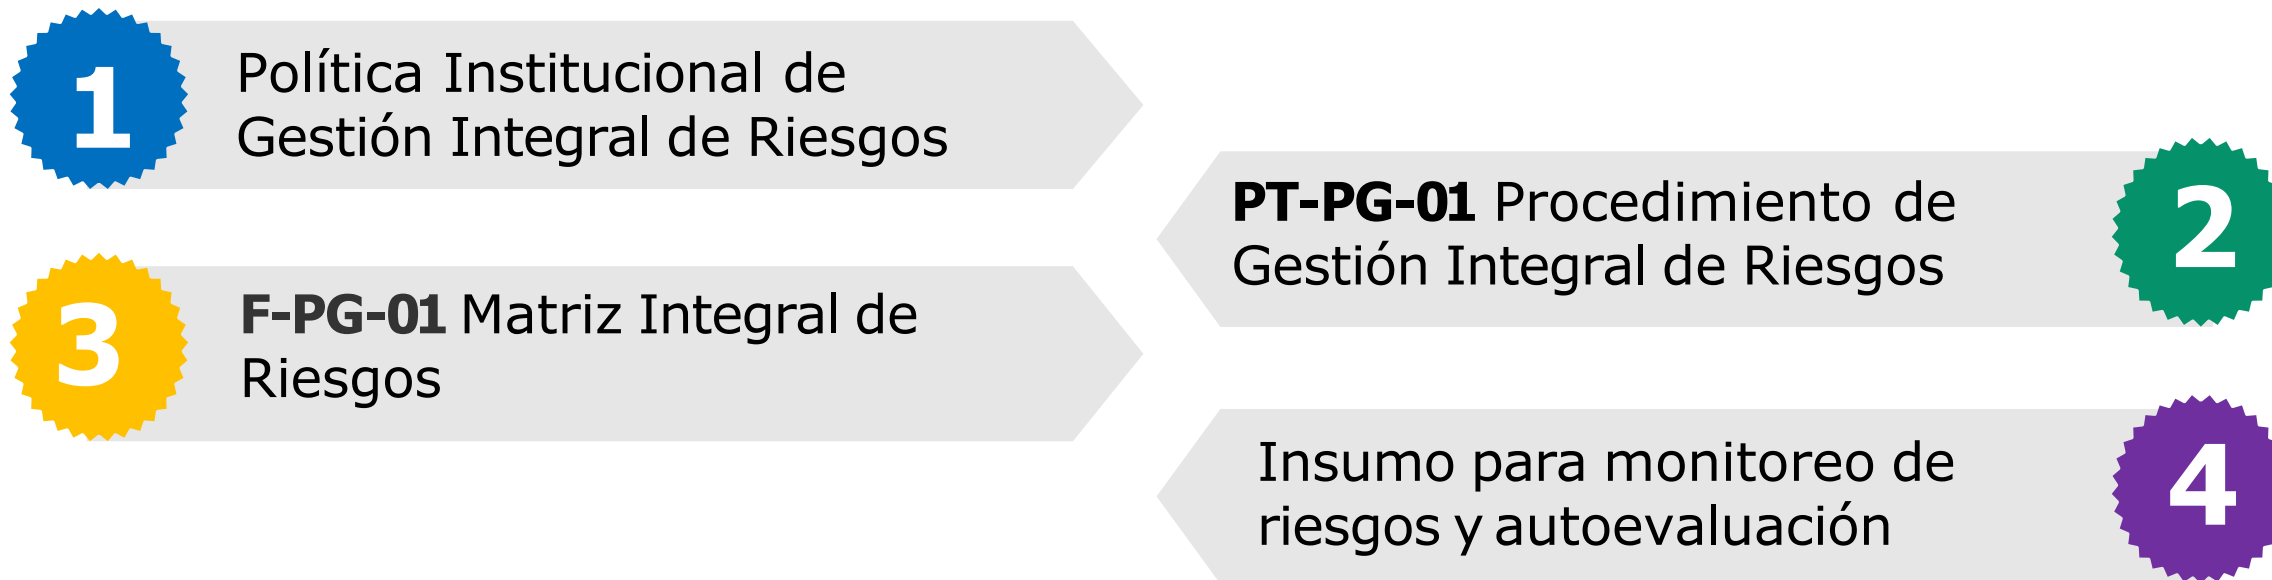 1
Política Institucional de
Gestión Integral de Riesgos
PT-PG-01 Procedimiento de
Gestión Integral de Riesgos
2
3
F-PG-01 Matriz Integral de
Riesgos
Insumo para monitoreo de
riesgos y autoevaluación
4